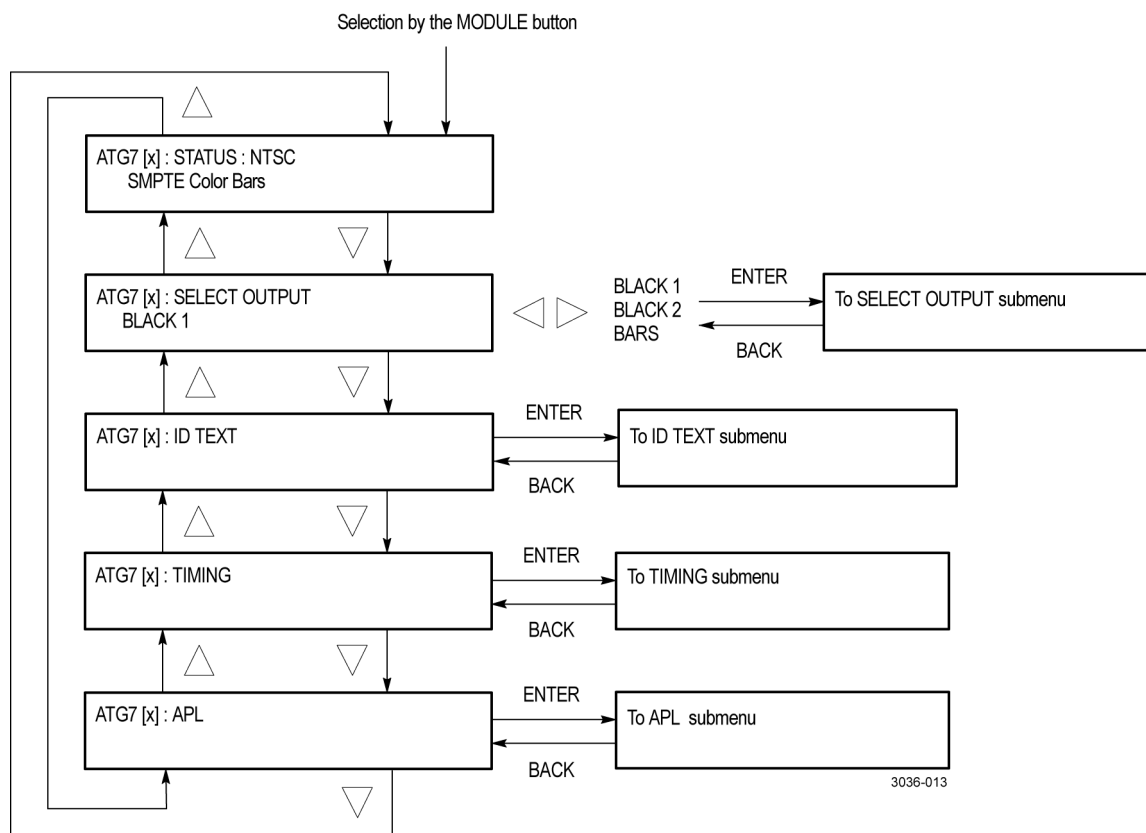 Selection by the MODULE button
ATG7 [x] : STATUS : NTSC
SMPTE Color Bars
ATG7 [x] : SELECT OUTPUT
BLACK 1
BLACK 1
BLACK 2
BARS
ENTER
BACK
To SELECT OUTPUT submenu
ATG7 [x] : ID TEXT
ENTER
BACK
To ID TEXT submenu
ATG7 [x] : TIMING
ENTER
BACK
To TIMING submenu
ATG7 [x] : APL
ENTER
BACK
To APL submenu
3036-013